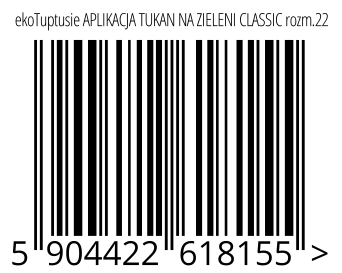 ekoTuptusie APLIKACJA TUKAN NA ZIELENI CLASSIC rozm.22
5 904422 618155 >